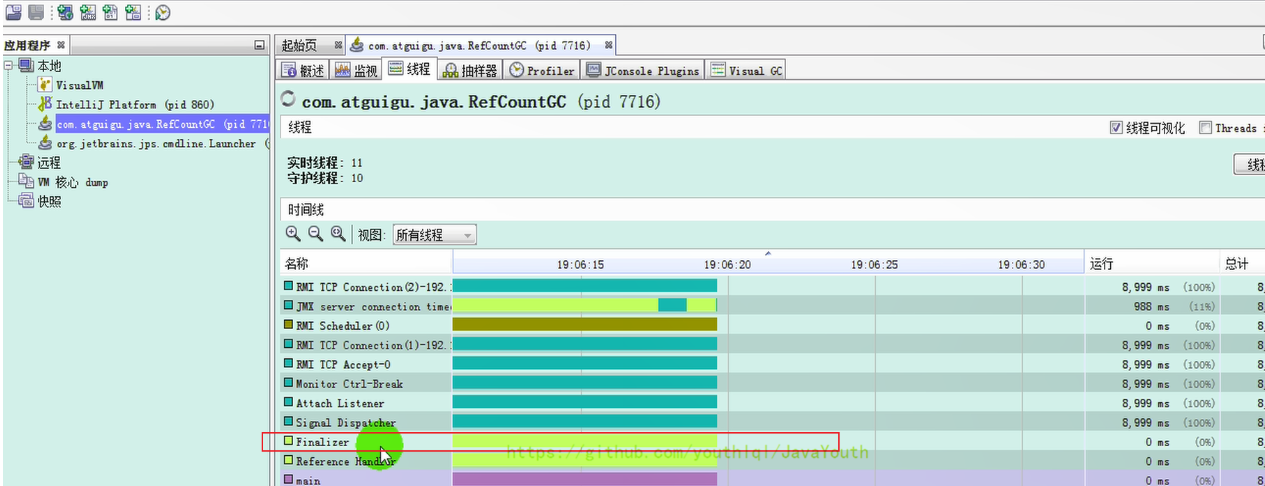 应用程序
本地
VisualVM
IntelliJ Platform (pid 860)
com.atguigu.java.RefCountGC (pid 771
org.jetbrains.jps.cmdline.Launcher (
远程
VM 核心 dump
快照
起始页 com.atguigu.java.RefCountGC (pid 7716)
概述 监视 线程 抽样器 Profiler JConsole Plugins Visual GC
com.atguigu.java.RefCountGC (pid 7716)
线程 线程可视化 Threads
实时线程: 11
守护线程: 10
线程
时间线
视图: 所有线程
名称 19:06:15 19:06:20 19:06:25 19:06:30 运行 总计
RMI TCP Connection(2)-192. 8,999 ms (100%) 8,
JMX server connection time 988 ms (11%) 8,
RMI Scheduler(0) 0 ms (0%) 8,
RMI TCP Connection(1)-192. 8,999 ms (100%) 8,
RMI TCP Accept-0 8,999 ms (100%) 8,
Monitor Ctrl-Break 8,999 ms (100%) 8,
Attach Listener 8,999 ms (100%) 8,
Signal Dispatcher 8,999 ms (100%) 8,
Finalizer 0 ms (0%) 8,
https://github.com/youthlql/JavaYouth
Reference Handler 0 ms (0%) 8,
main 0 ms (0%) 8,